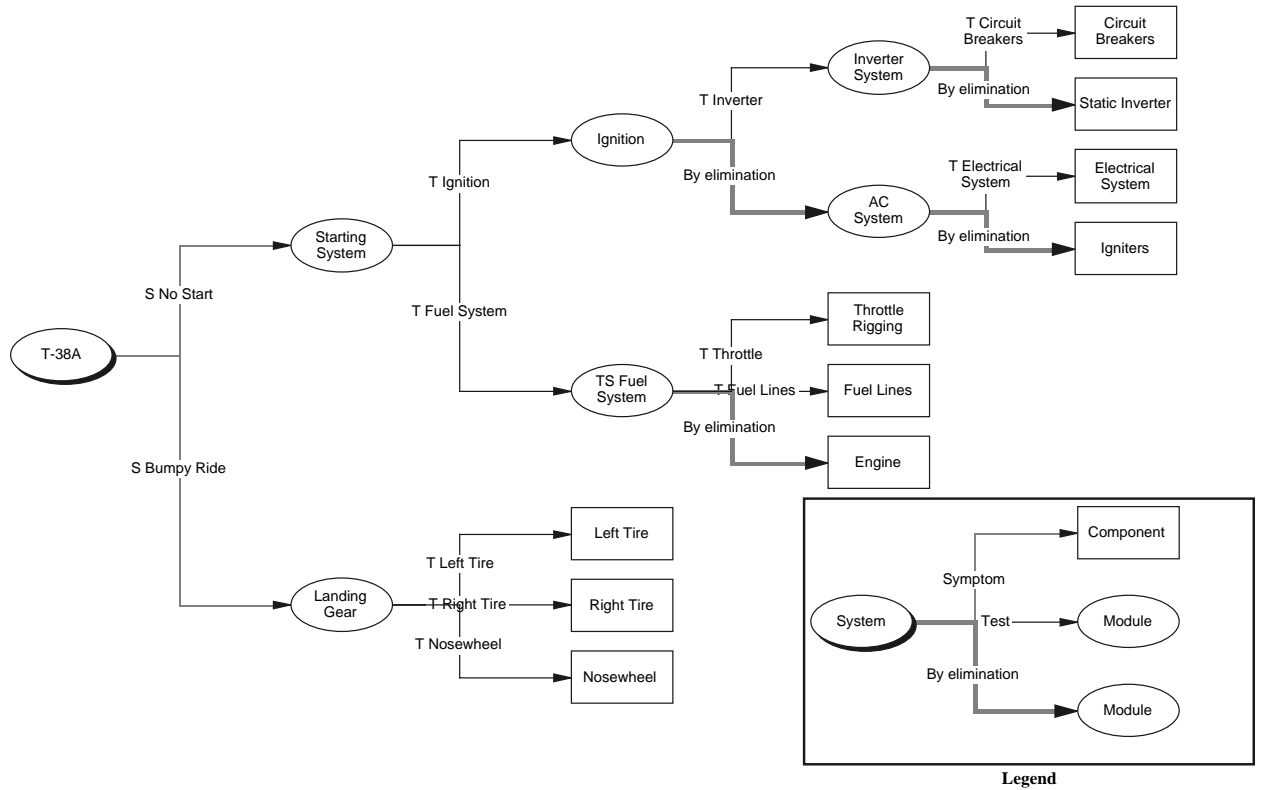 T Circuit
Breakers
Circuit
Breakers
Inverter
System
By elimination
Static Inverter
T Inverter
Ignition
By elimination
T Electrical
System
Electrical
System
AC
System
By elimination
Igniters
T Ignition
Starting
System
S No Start
T Fuel System
T-38A
Throttle
Rigging
T Throttle
TS Fuel
System
T Fuel Lines
Fuel Lines
By elimination
Engine
S Bumpy Ride
Left Tire
T Left Tire
Landing
Gear
T Right Tire
Right Tire
T Nosewheel
Nosewheel
Component
Symptom
System
Test
Module
By elimination
Module
Legend